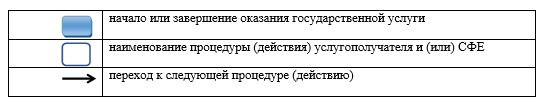 начало или завершение оказания государственной услуги
наименование процедуры (действия) услугополучателя и (или) СФЕ
переход к следующей процедуре (действию)